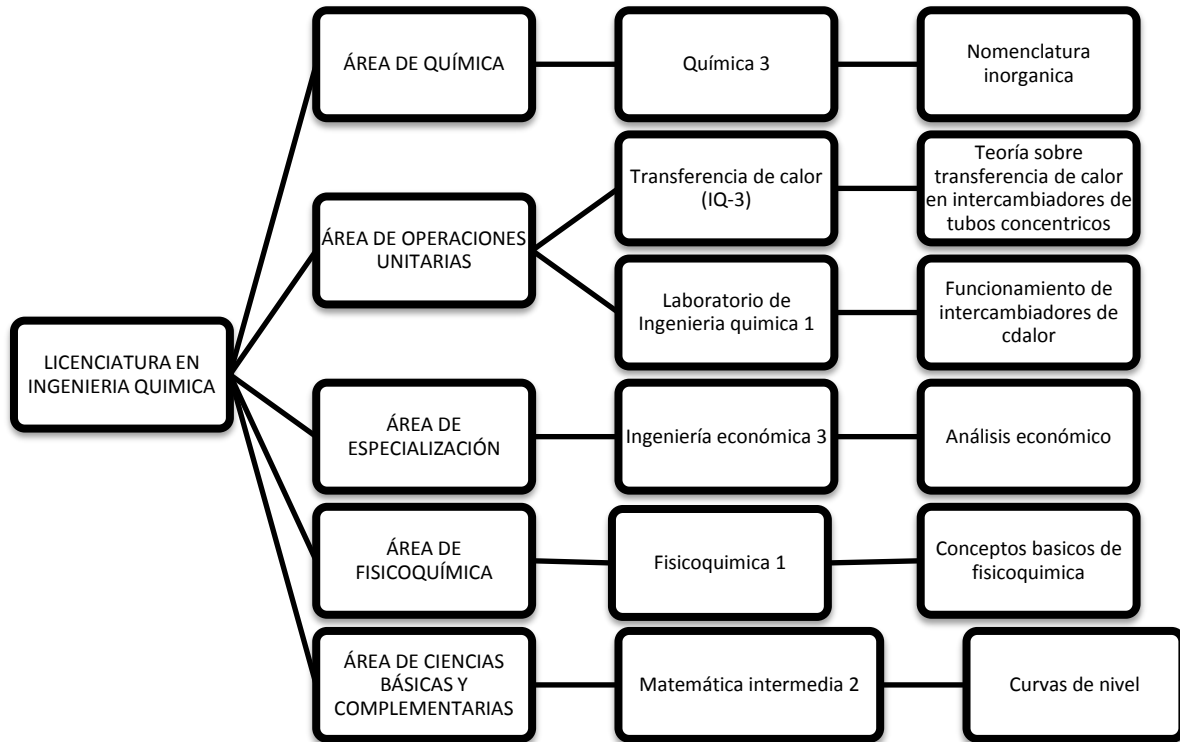 LICENCIATURA EN
INGENIERIA QUIMICA
ÁREA DE QUÍMICA
Química 3
Nomenclatura
inorganica
ÁREA DE OPERACIONES
UNITARIAS
Transferencia de calor
(IQ-3)
Teoría sobre
transferencia de calor
en intercambiadores de
tubos concentricos
Laboratorio de
Ingenieria quimica 1
Funcionamiento de
intercambiadores de
cdalor
ÁREA DE
ESPECIALIZACIÓN
Ingeniería económica 3
Análisis económico
ÁREA DE
FISICOQUÍMICA
Fisicoquimica 1
Conceptos basicos de
fisicoquimica
ÁREA DE CIENCIAS
BÁSICAS Y
COMPLEMENTARIAS
Matemática intermedia 2
Curvas de nivel